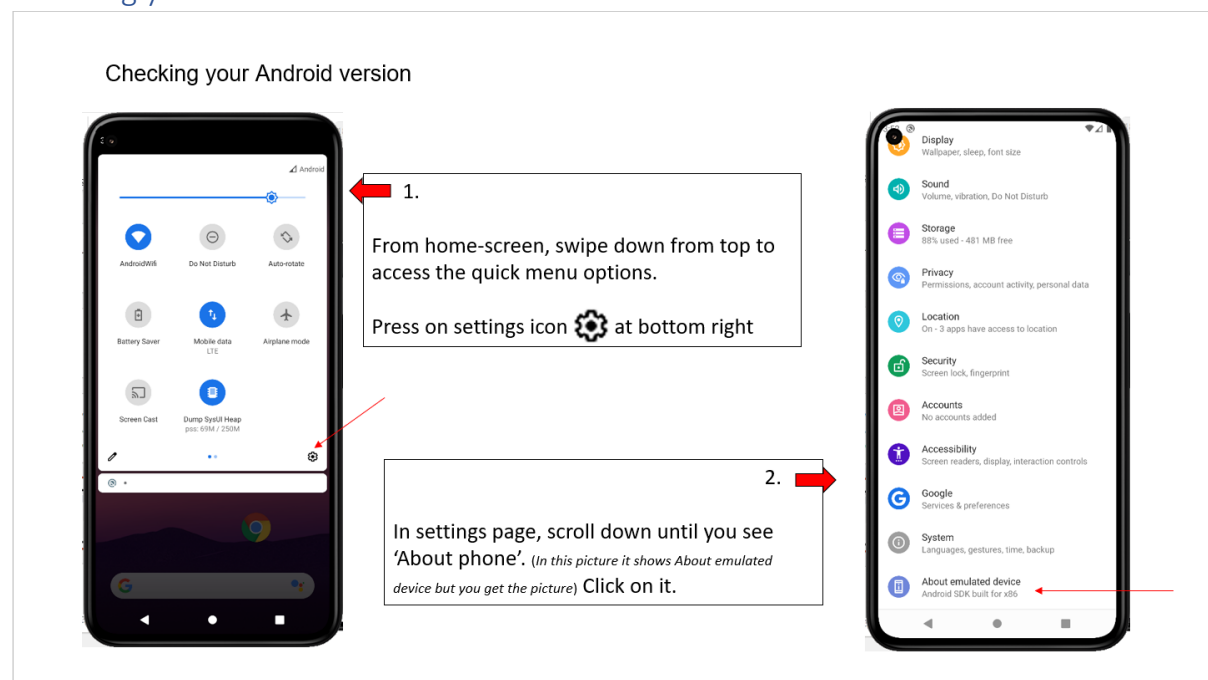 Checking your Android version
Android
AndroidWifi
Do Not Disturb
Auto-rotate
Battery Saver
Mobile data
LTE
Airplane mode
Screen Cast
Dump SysUI Heap
pss: 69M / 250M
1.
From home-screen, swipe down from top to
access the quick menu options.
Press on settings icon at bottom right
2.
In settings page, scroll down until you see
‘About phone’. (In this picture it shows About emulated
device but you get the picture) Click on it.
Display
Wallpaper, sleep, font size
Sound
Volume, vibration, Do Not Disturb
Storage
88% used - 481 MB free
Privacy
Permissions, account activity, personal data
Location
On - 3 apps have access to location
Security
Screen lock, fingerprint
Accounts
No accounts added
Accessibility
Screen readers, display, interaction controls
Google
Services & preferences
System
Languages, gestures, time, backup
About emulated device
Android SDK built for x86